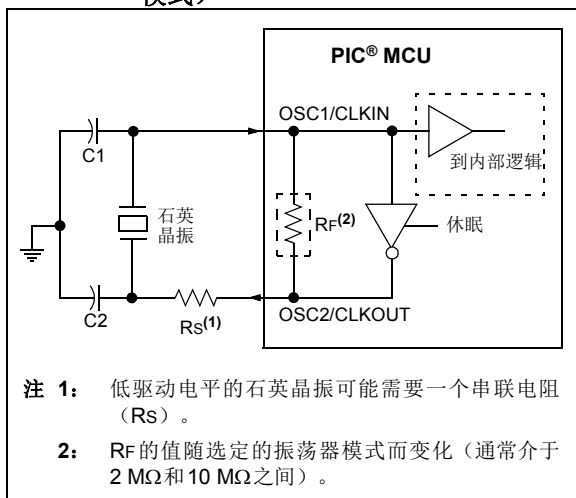 模式）
PIC® MCU
OSC1/CLKIN
C1
到内部逻辑
石英
晶振
RF(2)
休眠
C2
RS(1)
OSC2/CLKOUT
注 1： 低驱动电平的石英晶振可能需要一个串联电阻
（RS）。
2： RF的值随选定的振荡器模式而变化（通常介于
2 MΩ和10 MΩ之间）。